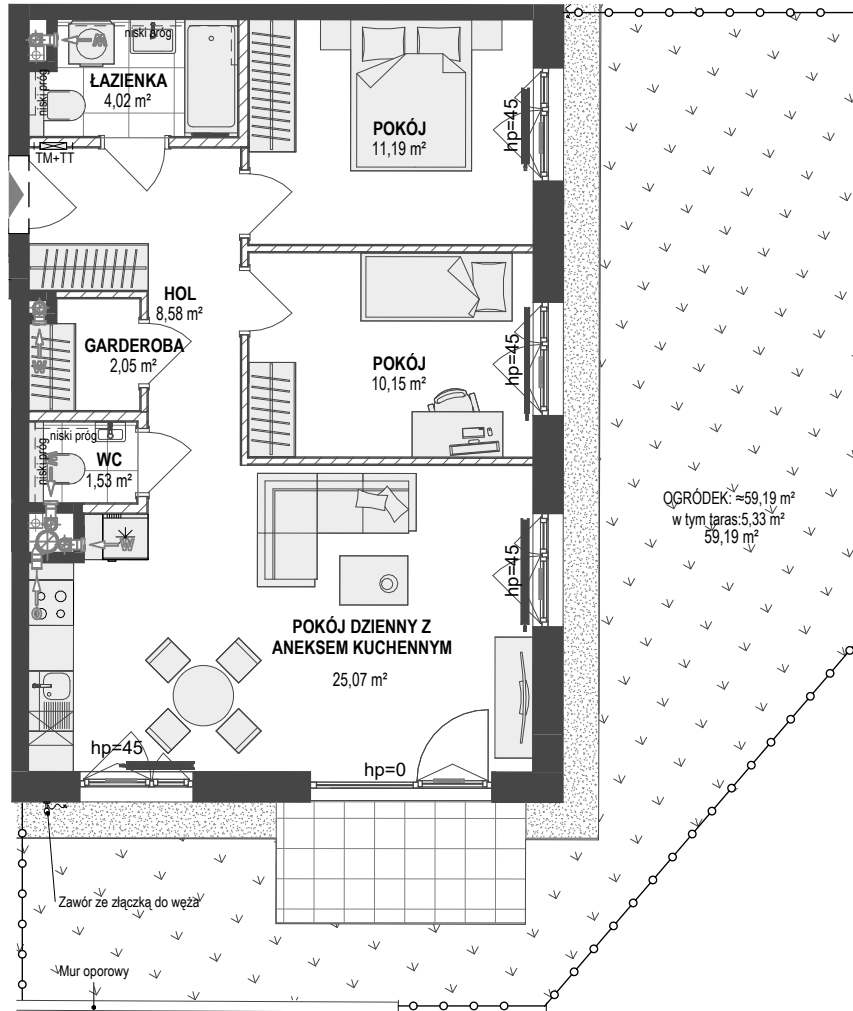 niski próg
W
ŁAZIENKA
4,02 m²
niski próg
TM+TT
POKÓJ
11,19 m²
hp=45
HOL
8,58 m²
GARDEROBA
2,05 m²
W
POKÓJ
10,15 m²
hp=45
niski próg
niski próg
WC
1,53 m²
W
W
OGRÓDEK: ≈59,19 m²
w tym taras:5,33 m²
59,19 m²
hp=45
POKÓJ DZIENNY Z
ANEKSEM KUCHENNYM
25,07 m²
hp=45
hp=0
Zawór ze złączką do węża
Mur oporowy